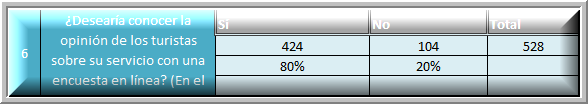 6
¿Desearía conocer la
opinión de los turistas
sobre su servicio con una
encuesta en línea? (En el
Sí No Total
424 104 528
80% 20%